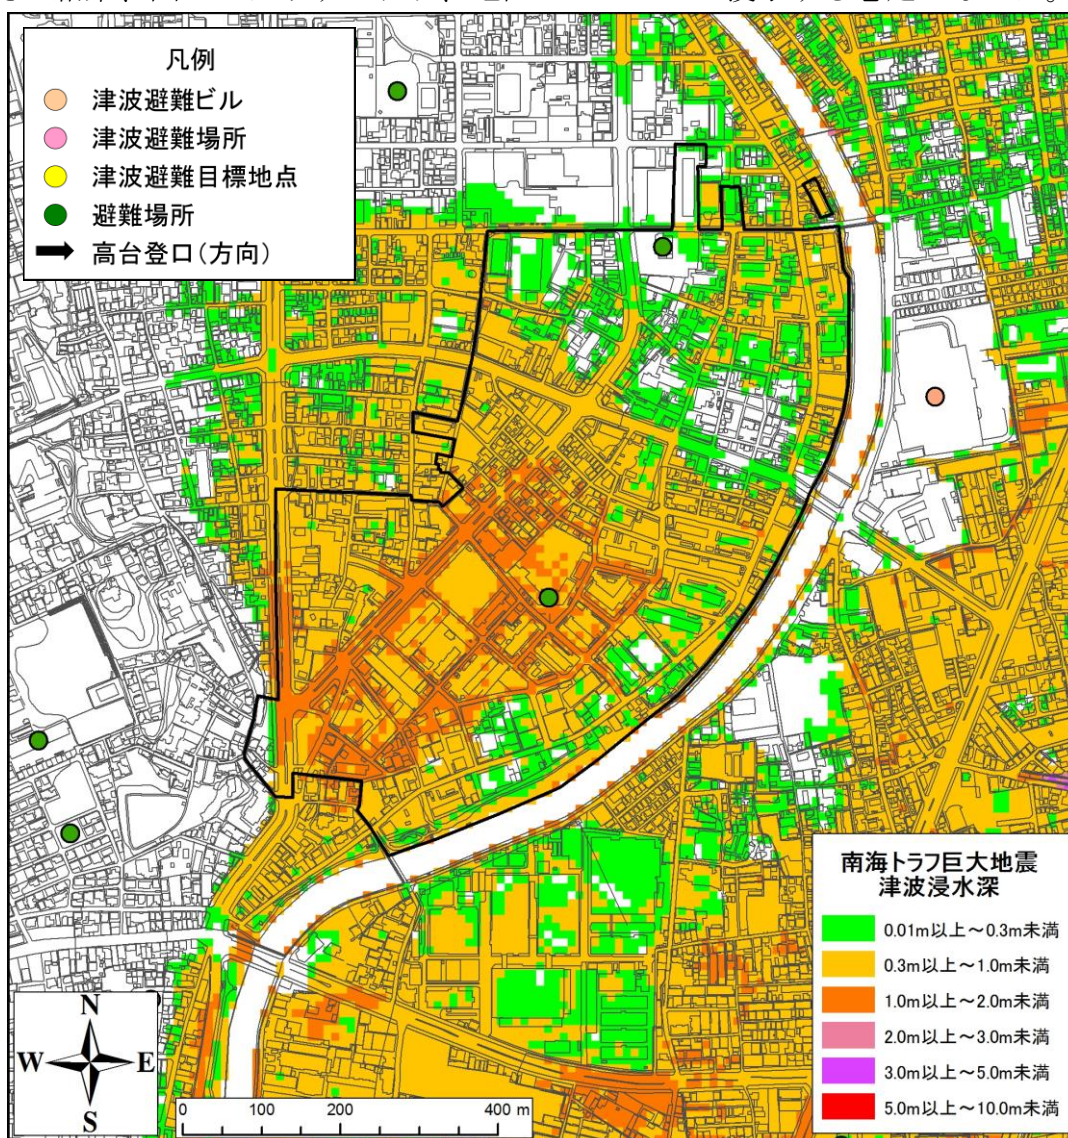 凡例
津波避難ビル
津波避難場所
津波避難目標地点
避難場所
高台登口(方向)
南海トラフ巨大地震
津波浸水深
0.01m以上～0.3m未満
0.3m以上～1.0m未満
1.0m以上～2.0m未満
2.0m以上～3.0m未満
3.0m以上～5.0m未満
5.0m以上～10.0m未満
N
W E
S
0 100 200 400 m